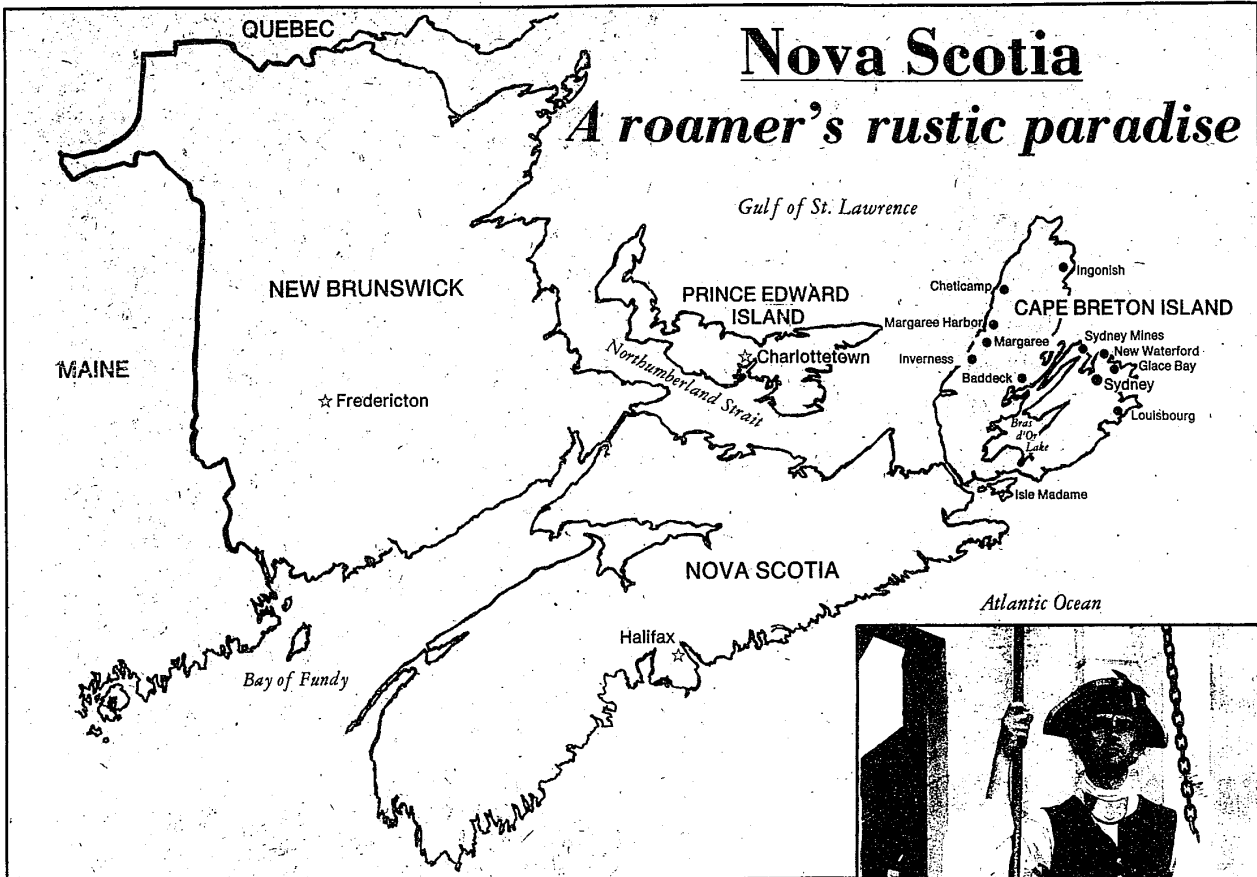 Nova Scotia
A roamer's rustic paradise
QUEBEC
Gulf of St. Lawrence
NEW BRUNSWICK
PRINCE EDWARD
ISLAND
Charlottetown
Northumberland Strait
MAINE
Fredericton
Ingonish
Cheticamp
CAPE BRETON ISLAND
Margaree Harbor
Margaree
Sydney Mines
New Waterford
Inverness
Glace Bay
Baddeck
Sydney
Louisbourg
Bras
d'Or
Lake
Isle Madame
NOVA SCOTIA
Atlantic Ocean
Halifax
Bay of Fundy